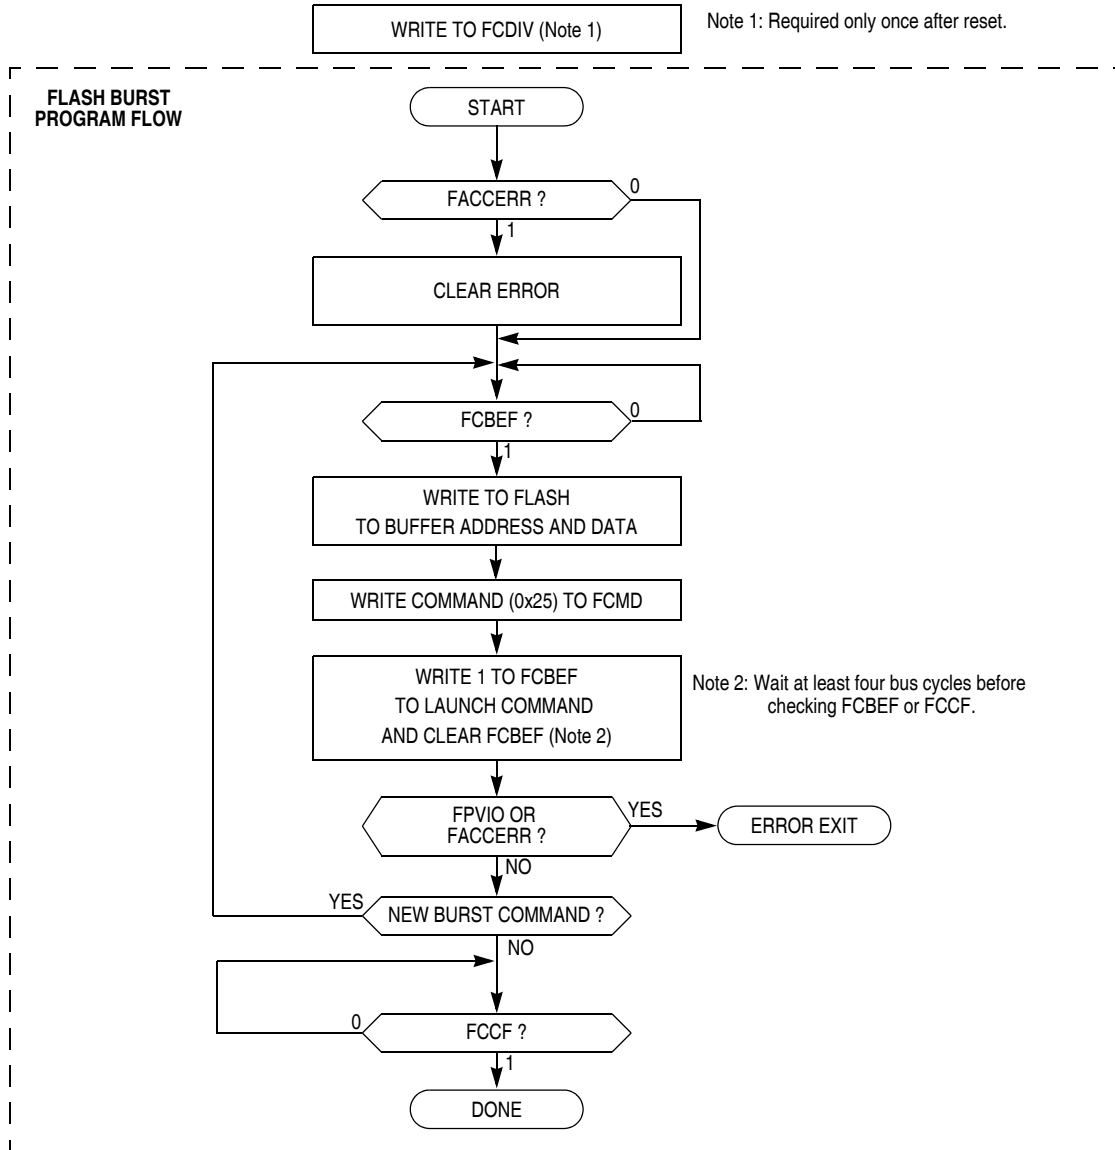 WRITE TO FCDIV (Note 1)
Note 1: Required only once after reset.
FLASH BURST
PROGRAM FLOW
START
FACCERR ?
0
1
CLEAR ERROR
FCBEF ?
0
1
WRITE TO FLASH
TO BUFFER ADDRESS AND DATA
WRITE COMMAND (0x25) TO FCMD
WRITE 1 TO FCBEF
TO LAUNCH COMMAND
AND CLEAR FCBEF (Note 2)
Note 2: Wait at least four bus cycles before
checking FCBEF or FCCF.
FPVIO OR
FACCERR ?
YES
ERROR EXIT
NO
YES
NEW BURST COMMAND ?
NO
0
FCCF ?
1
DONE